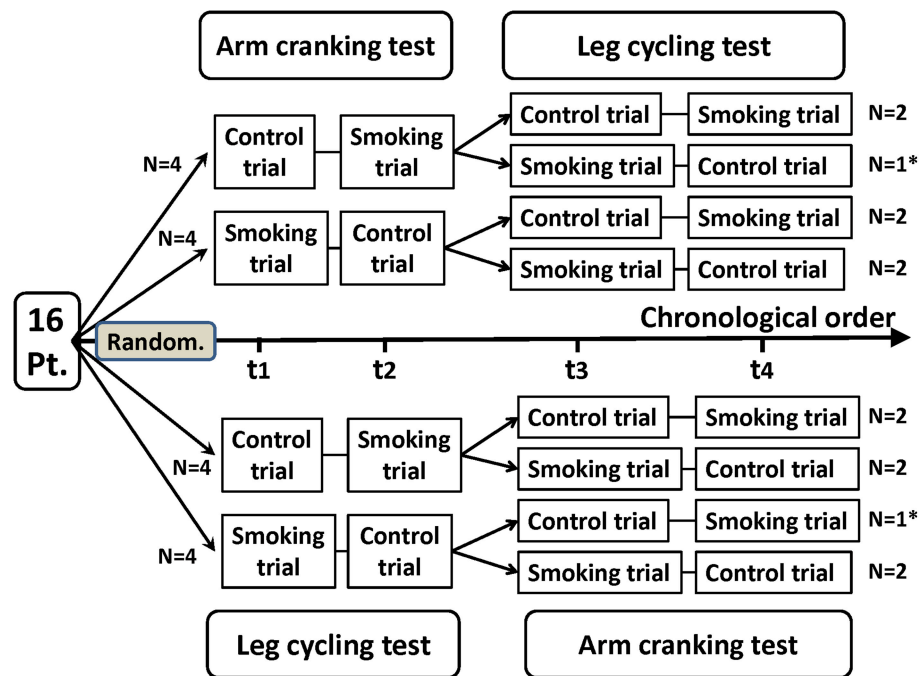 Arm cranking test
Leg cycling test
Control trial
Smoking trial
N=4
Control trial
Smoking trial
N=2
Smoking trial
Control trial
N=1*
N=4
Smoking trial
Control trial
Control trial
Smoking trial
N=2
Smoking trial
Control trial
N=2
16
Pt.
Random.
Chronological order
t1
t2
t3
t4
N=4
Control trial
Smoking trial
Control trial
Smoking trial
N=2
Smoking trial
Control trial
N=2
N=4
Smoking trial
Control trial
Control trial
Smoking trial
N=1*
Smoking trial
Control trial
N=2
Leg cycling test
Arm cranking test